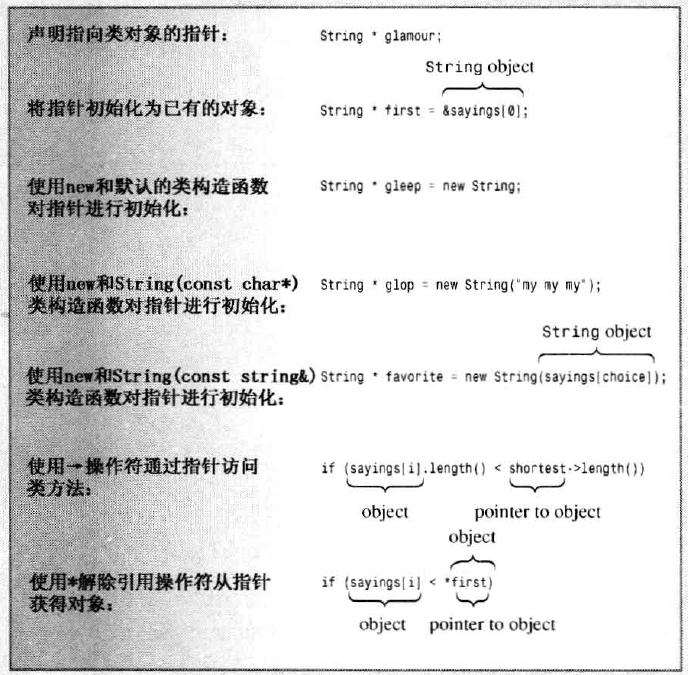 声明指向类对象的指针： String * glamour;
String object
将指针初始化为已有的对象： String * first = &sayings[0];
使用new和默认的类构造函数 String * gleep = new String;
对指针进行初始化：
使用new和String(const char*) String * glop = new String("my my my");
类构造函数对指针进行初始化：
String object
使用new和String(const string&) String * favorite = new String(sayings[choice]);
类构造函数对指针进行初始化：
使用→操作符通过指针访问 if (sayings[i].length() < shortest->length())
类方法：
object pointer to object
object
使用*解除引用操作符从指针 if (sayings[i] < *first)
获得对象：
object pointer to object